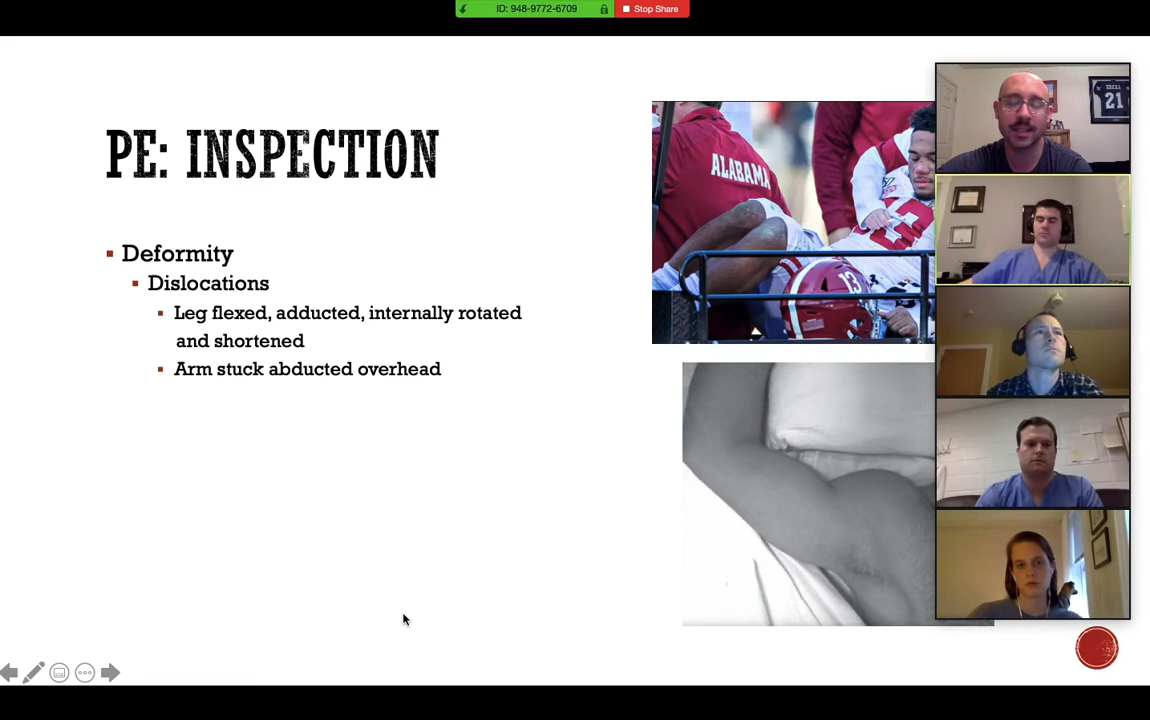 ID: 948-9772-6709
Stop Share
PE: INSPECTION
Deformity
Dislocations
Leg flexed, adducted, internally rotated
and shortened
Arm stuck abducted overhead
ALABAMA
13
21